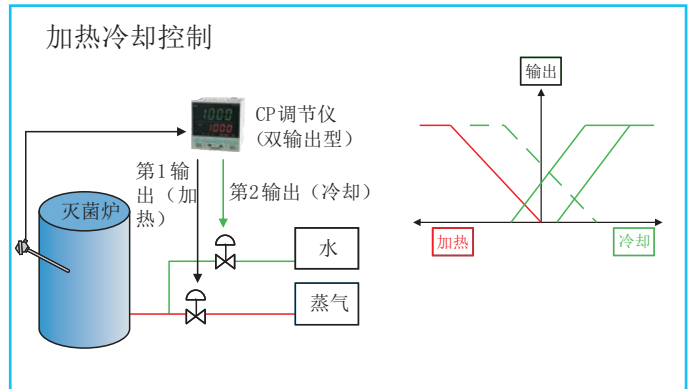 加热冷却控制
1000
1000
CP调节仪
(双输出型)
第1输
出（加
热）
第2输出（冷却）
灭菌炉
水
蒸气
输出
加热
冷却